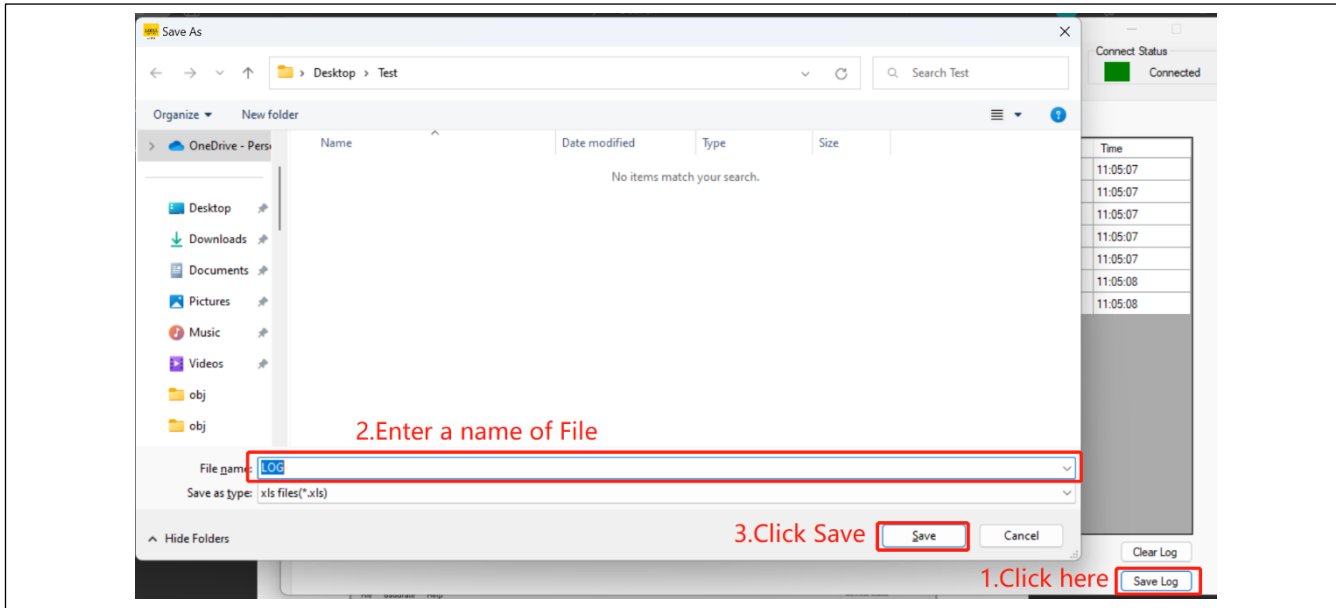 Save As
Connect Status
Connected
Desktop > Test
Search Test
Organize
New folder
OneDrive - Pers
Name
Date modified
Type
Size
No items match your search.
Desktop
Downloads
Documents
Pictures
Music
Videos
obj
obj
Time
11:05:07
11:05:07
11:05:07
11:05:07
11:05:07
11:05:08
11:05:08
2.Enter a name of File
File name: LOG
Save as type: xls files(*.xls)
Hide Folders
3.Click Save
Save
Cancel
Clear Log
1.Click here
Save Log
File Baudrate Help